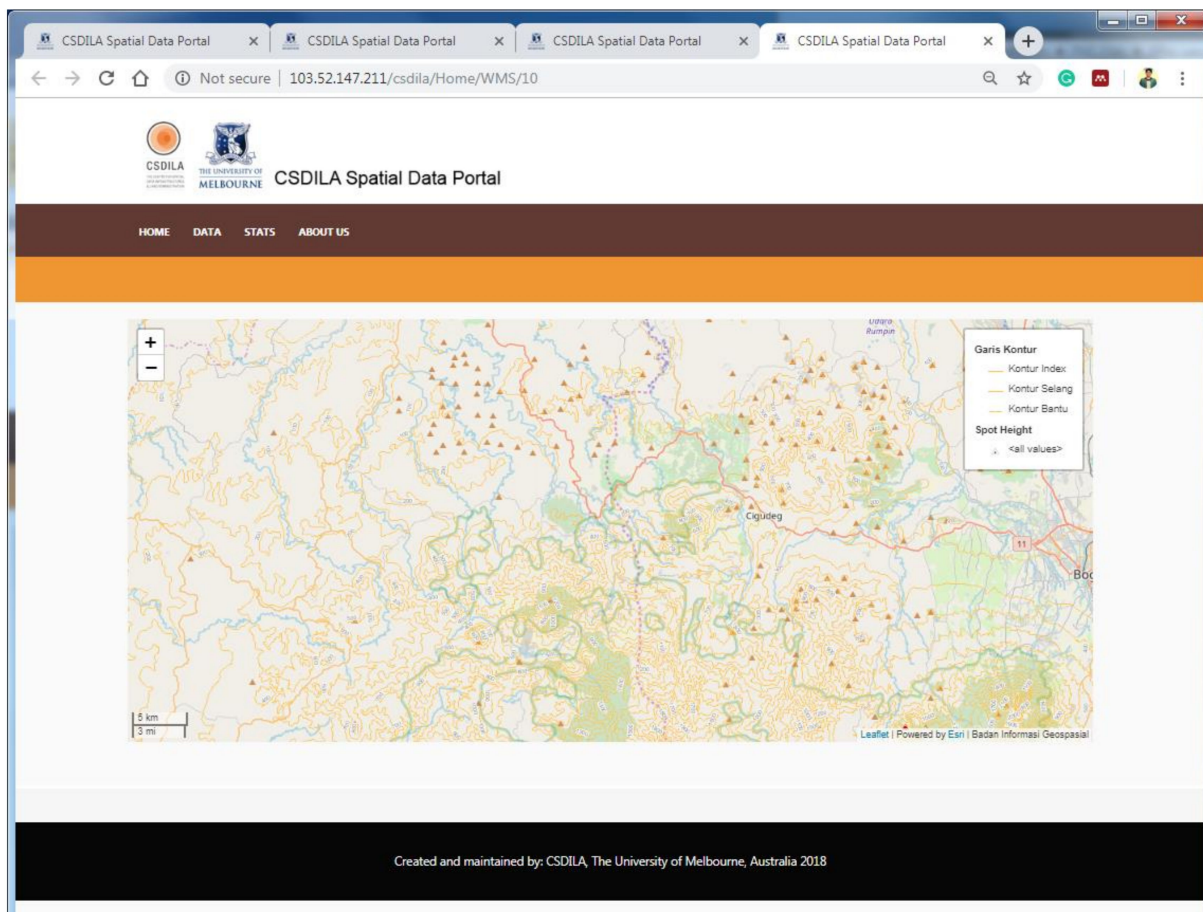 CSDILA Spatial Data Portal
CSDILA Spatial Data Portal
CSDILA Spatial Data Portal
CSDILA Spatial Data Portal
Not secure | 103.52.147.211/csdila/Home/WMS/10
CSDILA
THE UNIVERSITY OF
MELBOURNE
CSDILA Spatial Data Portal
HOME DATA STATS ABOUT US
+
−
Udara
Rumpin
Garis Kontur
Kontur Index
Kontur Selang
Kontur Bantu
Spot Height
<all values>
Cigudeg
11
5 km
3 mi
Leaflet | Powered by Esri | Badan Informasi Geospasial
Created and maintained by: CSDILA, The University of Melbourne, Australia 2018